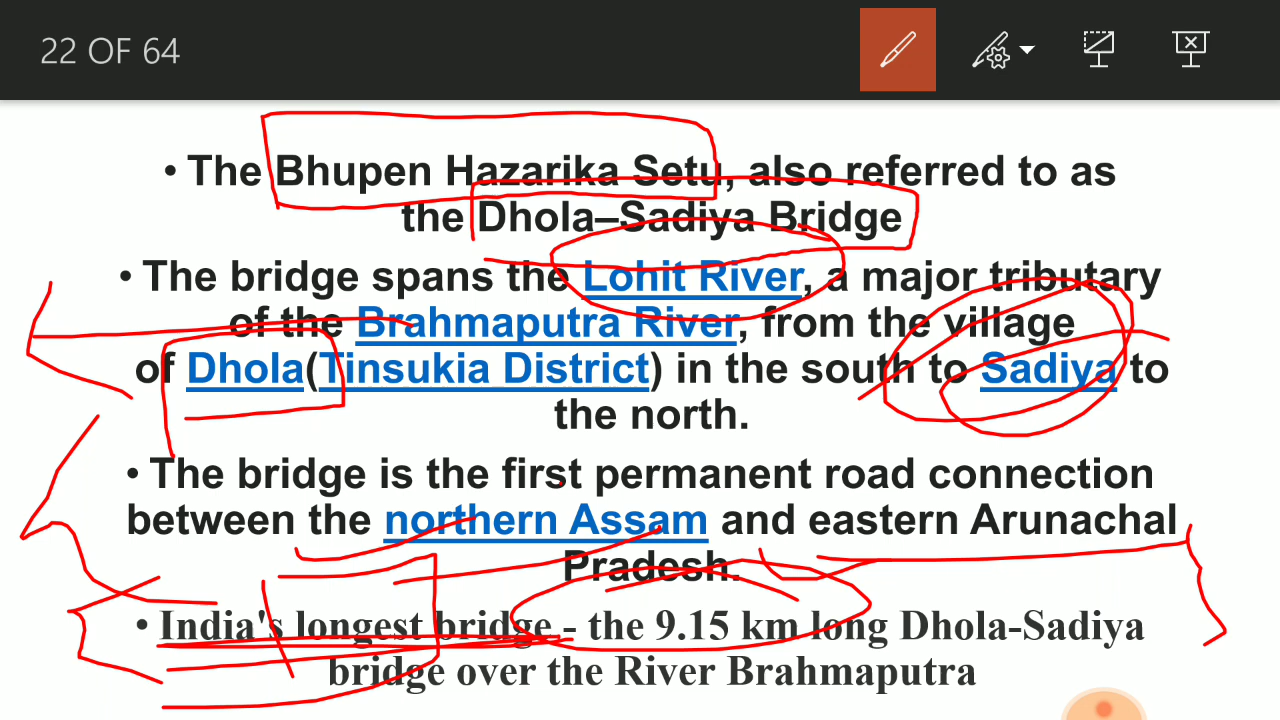 22 OF 64
• The Bhupen Hazarika Setu, also referred to as
the Dhola–Sadiya Bridge
• The bridge spans the Lohit River, a major tributary
of the Brahmaputra River, from the village
of Dhola(Tinsukia District) in the south to Sadiya to
the north.
• The bridge is the first permanent road connection
between the northern Assam and eastern Arunachal
Pradesh.
• India's longest bridge - the 9.15 km long Dhola-Sadiya
bridge over the River Brahmaputra